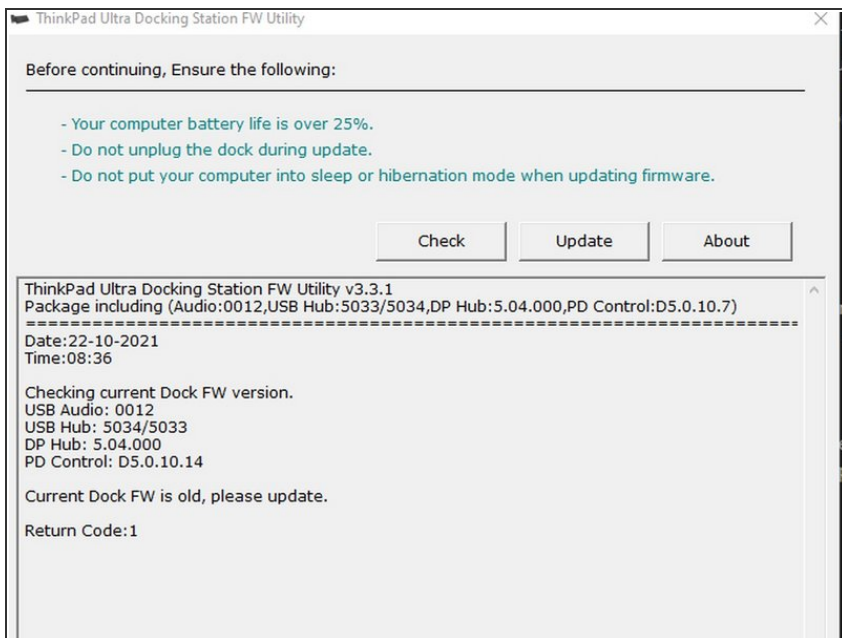 ThinkPad Ultra Docking Station FW Utility
Before continuing, Ensure the following:
- Your computer battery life is over 25%.
- Do not unplug the dock during update.
- Do not put your computer into sleep or hibernation mode when updating firmware.
Check Update About
ThinkPad Ultra Docking Station FW Utility v3.3.1
Package including (Audio:0012,USB Hub:5033/5034,DP Hub:5.04.000,PD Control:D5.0.10.7)
=======================================================================
Date:22-10-2021
Time:08:36
Checking current Dock FW version.
USB Audio: 0012
USB Hub: 5034/5033
DP Hub: 5.04.000
PD Control: D5.0.10.14
Current Dock FW is old, please update.
Return Code:1